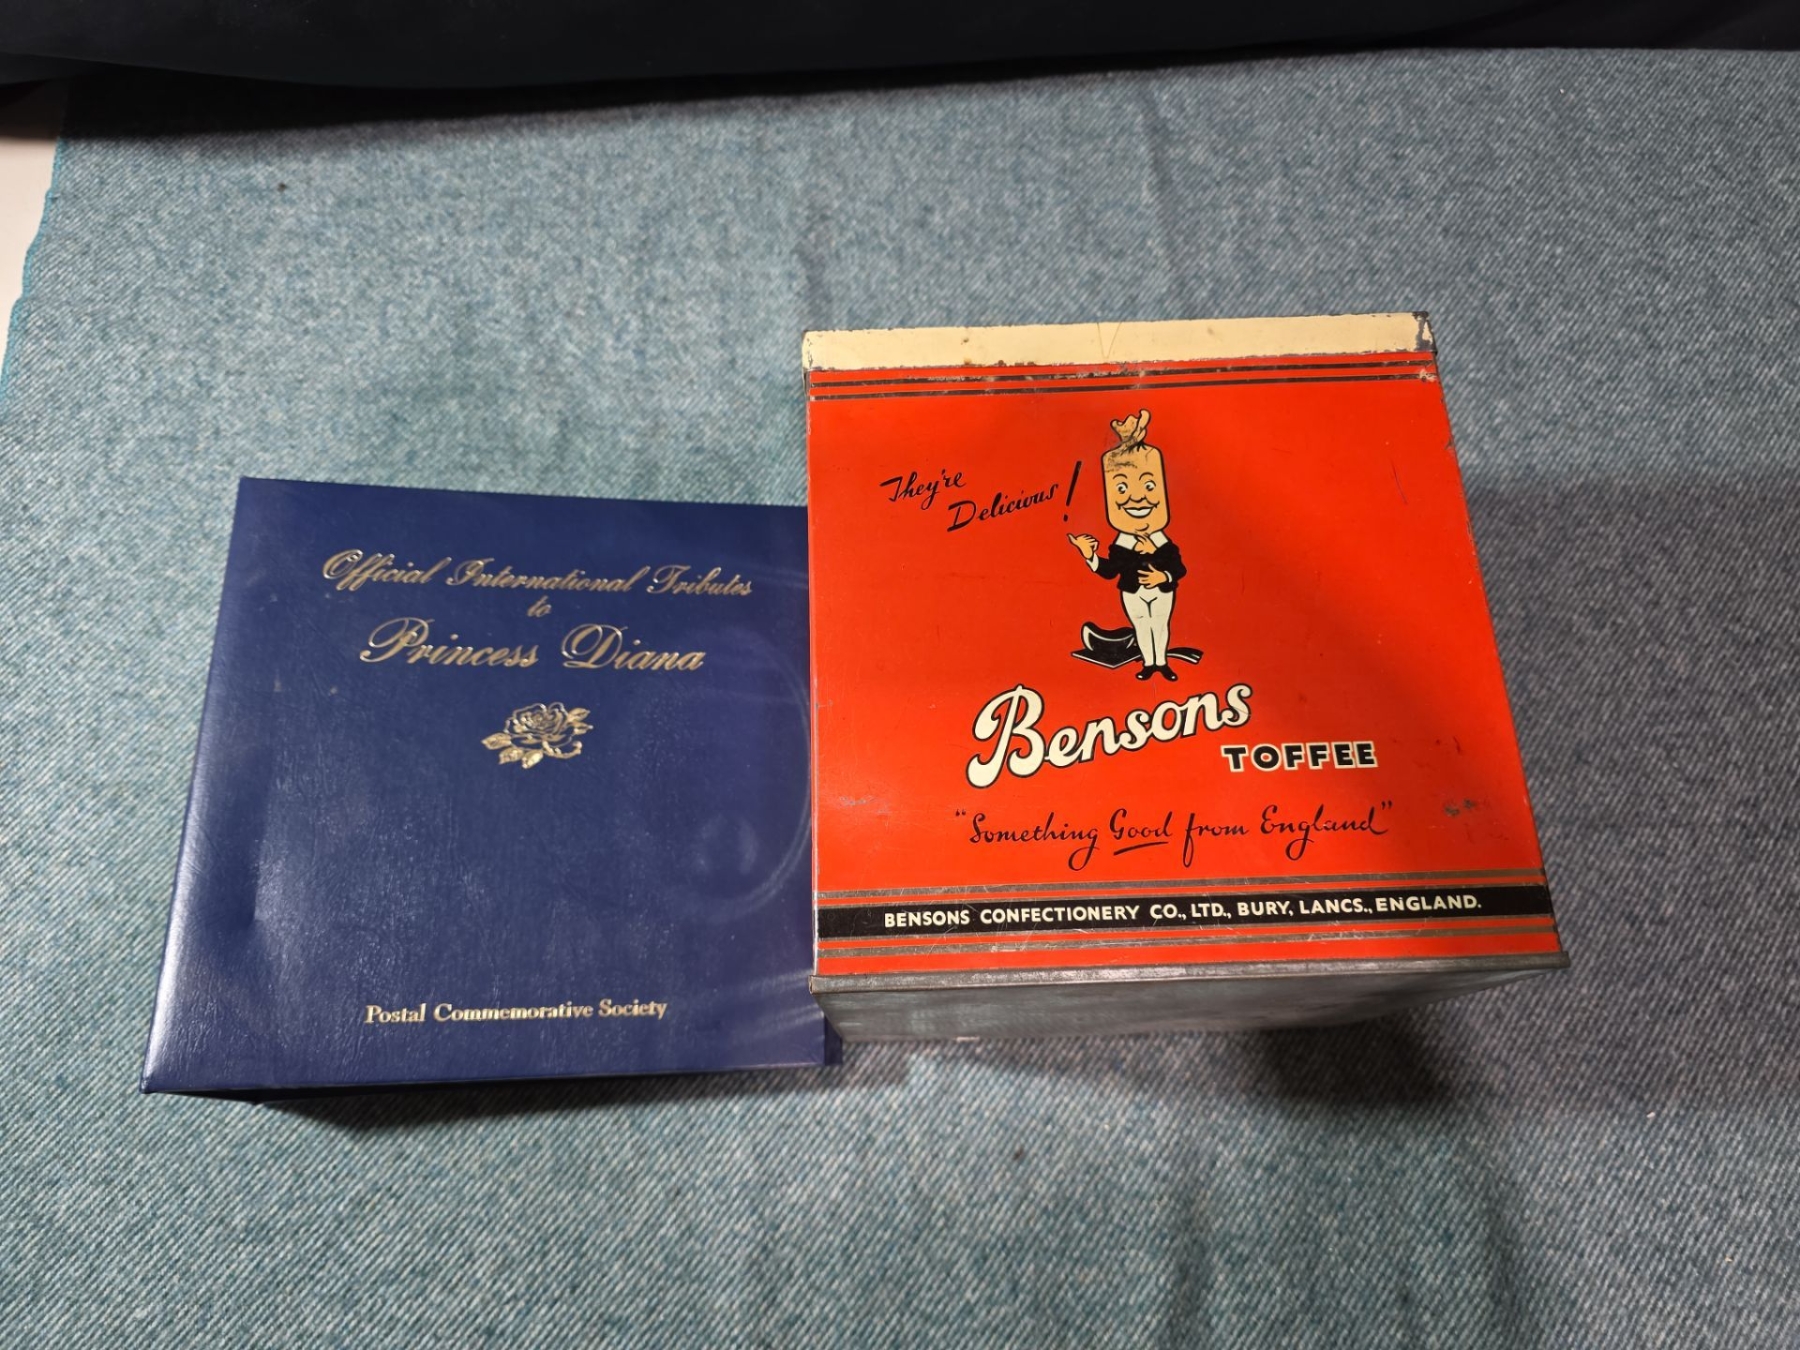 Official International Tributes
to
Princess Diana
Postal Commemorative Society
They're
Delicious!
Bensons
TOFFEE
"Something Good from England"
BENSONS CONFECTIONERY CO., LTD., BURY, LANCS., ENGLAND.